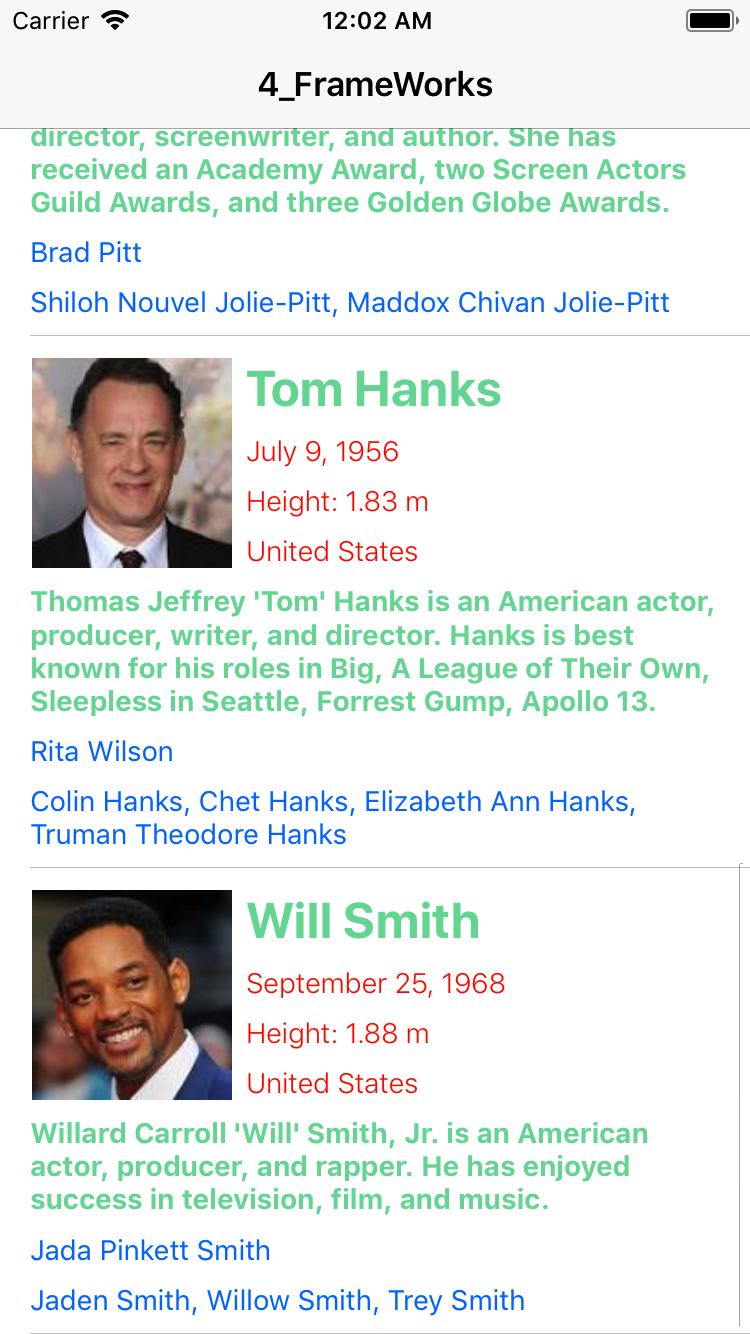 Carrier
12:02 AM
4_FrameWorks
director, screenwriter, and author. She has
received an Academy Award, two Screen Actors
Guild Awards, and three Golden Globe Awards.
Brad Pitt
Shiloh Nouvel Jolie-Pitt, Maddox Chivan Jolie-Pitt
Tom Hanks
July 9, 1956
Height: 1.83 m
United States
Thomas Jeffrey 'Tom' Hanks is an American actor,
producer, writer, and director. Hanks is best
known for his roles in Big, A League of Their Own,
Sleepless in Seattle, Forrest Gump, Apollo 13.
Rita Wilson
Colin Hanks, Chet Hanks, Elizabeth Ann Hanks,
Truman Theodore Hanks
Will Smith
September 25, 1968
Height: 1.88 m
United States
Willard Carroll 'Will' Smith, Jr. is an American
actor, producer, and rapper. He has enjoyed
success in television, film, and music.
Jada Pinkett Smith
Jaden Smith, Willow Smith, Trey Smith